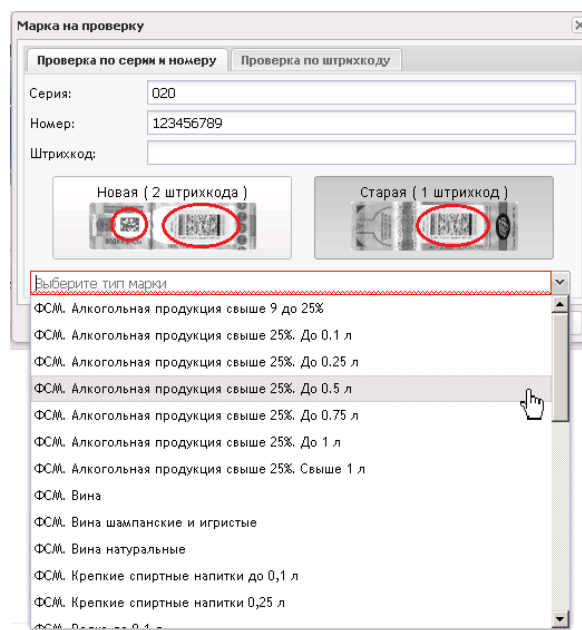 Марка на проверку
Проверка по серии и номеру Проверка по штрихкоду
Серия: 020
Номер: 123456789
Штрихкод:
Новая ( 2 штрихкода ) Старая ( 1 штрихкод )
Выберите тип марки
ФСМ. Алкогольная продукция свыше 9 до 25%
ФСМ. Алкогольная продукция свыше 25%. До 0.1 л
ФСМ. Алкогольная продукция свыше 25%. До 0.25 л
ФСМ. Алкогольная продукция свыше 25%. До 0.5 л
ФСМ. Алкогольная продукция свыше 25%. До 0.75 л
ФСМ. Алкогольная продукция свыше 25%. До 1 л
ФСМ. Алкогольная продукция свыше 25%. Свыше 1 л
ФСМ. Вина
ФСМ. Вина шампанские и игристые
ФСМ. Вина натуральные
ФСМ. Крепкие спиртные напитки до 0,1 л
ФСМ. Крепкие спиртные напитки 0,25 л
ФСМ. Водка до 0,1 л